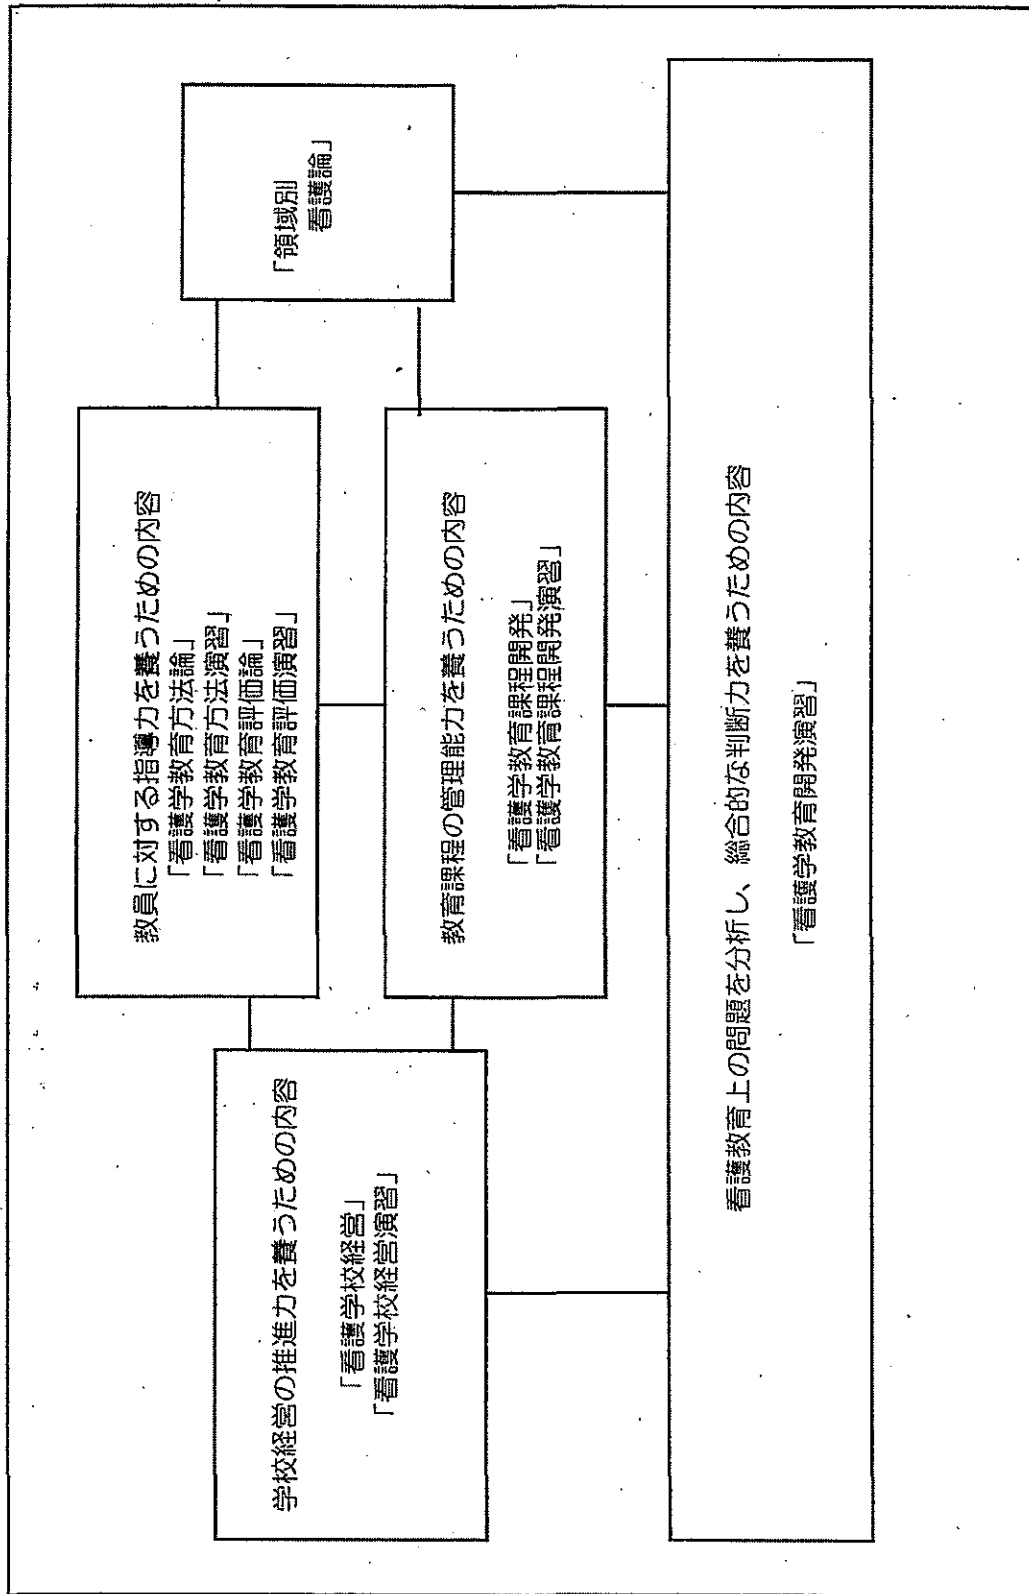 教員に対する指導力を養うための内容
「看護学教育方法論」
「看護学教育方法演習」
「看護学教育評価論」
「看護学教育評価演習」
学校経営の推進力を養うための内容
「看護学校経営」
「看護学校経営演習」
教育課程の管理能力を養うための内容
「看護学教育課程開発」
「看護学教育課程開発演習」
「領域別
看護論」
看護教育上の問題を分析し、総合的な判断力を養うための内容
「看護学教育開発演習」